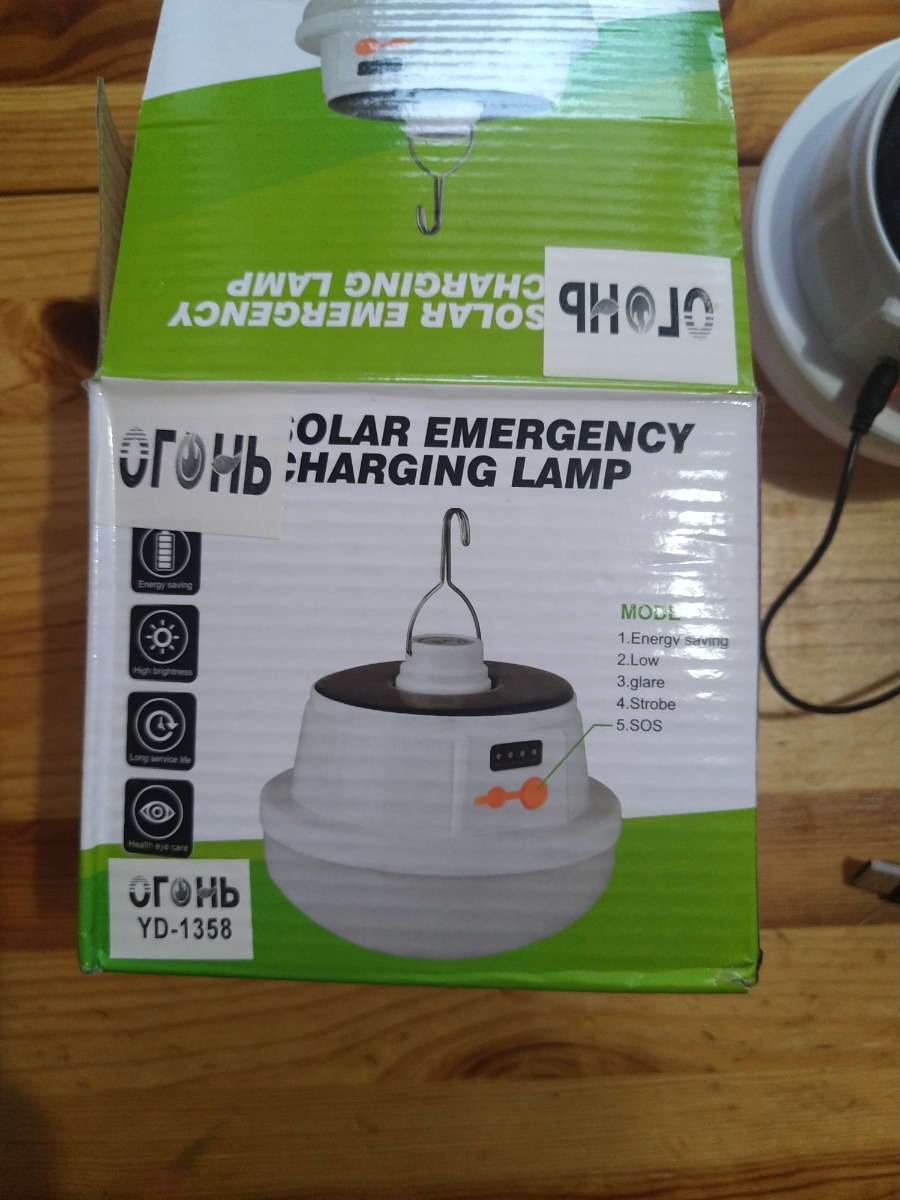 SOLAR EMERGENCY
CHARGING LAMP
ОГОНЬ
ОГОНЬ
SOLAR EMERGENCY
CHARGING LAMP
Energy saving
High brightness
Long service life
Health eye care
MODE
1.Energy saving
2.Low
3.glare
4.Strobe
5.SOS
ОГОНЬ
YD-1358